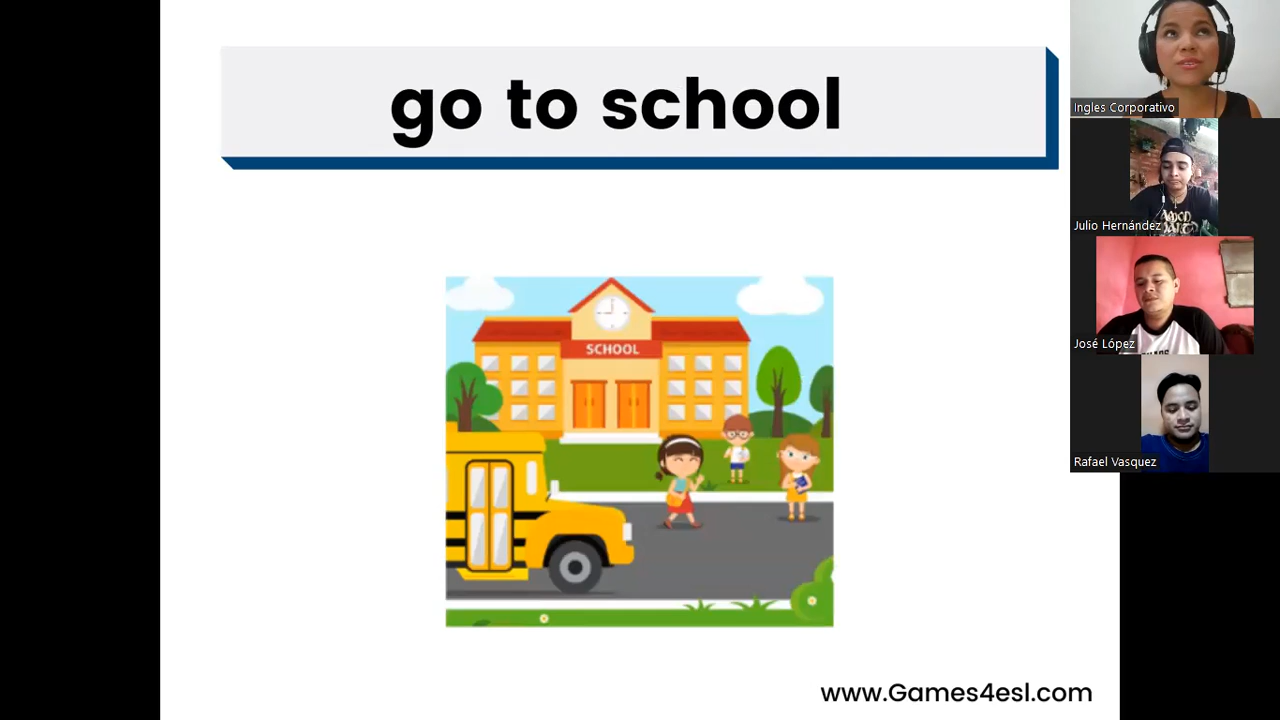 go to school
SCHOOL
www.Games4esl.com
Ingles Corporativo
Julio Hernández
José López
Rafael Vasquez